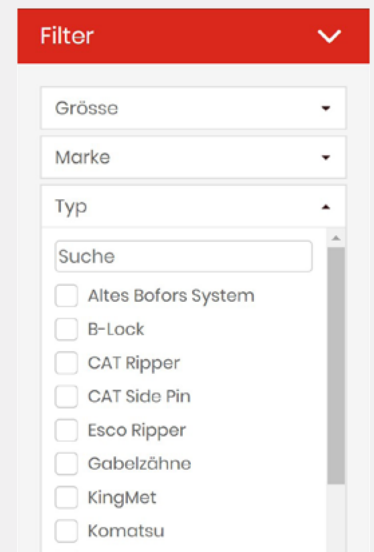 Filter
Grösse
Marke
Typ
Suche
Altes Bofors System
B-Lock
CAT Ripper
CAT Side Pin
Esco Ripper
Gabelzähne
KingMet
Komatsu